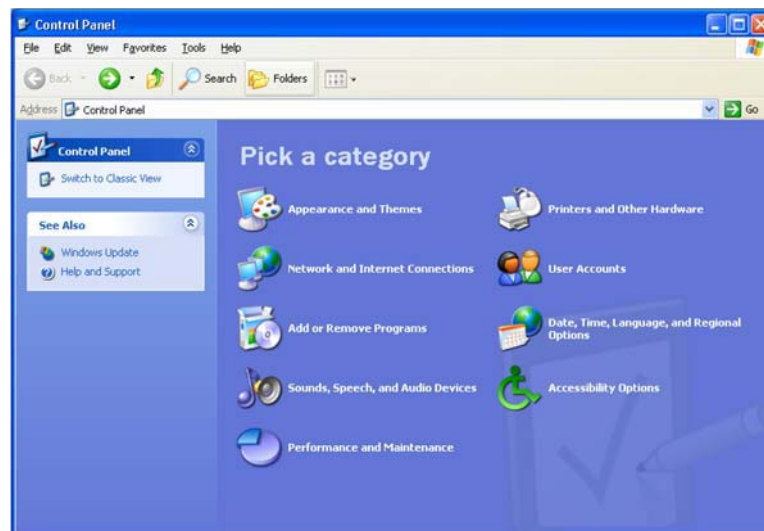 Control Panel
File Edit View Favorites Tools Help
Back Search Folders
Address Control Panel Go
Control Panel
Switch to Classic View
See Also
Windows Update
Help and Support
Pick a category
Appearance and Themes
Printers and Other Hardware
Network and Internet Connections
User Accounts
Add or Remove Programs
Date, Time, Language, and Regional
Options
Sounds, Speech, and Audio Devices
Accessibility Options
Performance and Maintenance